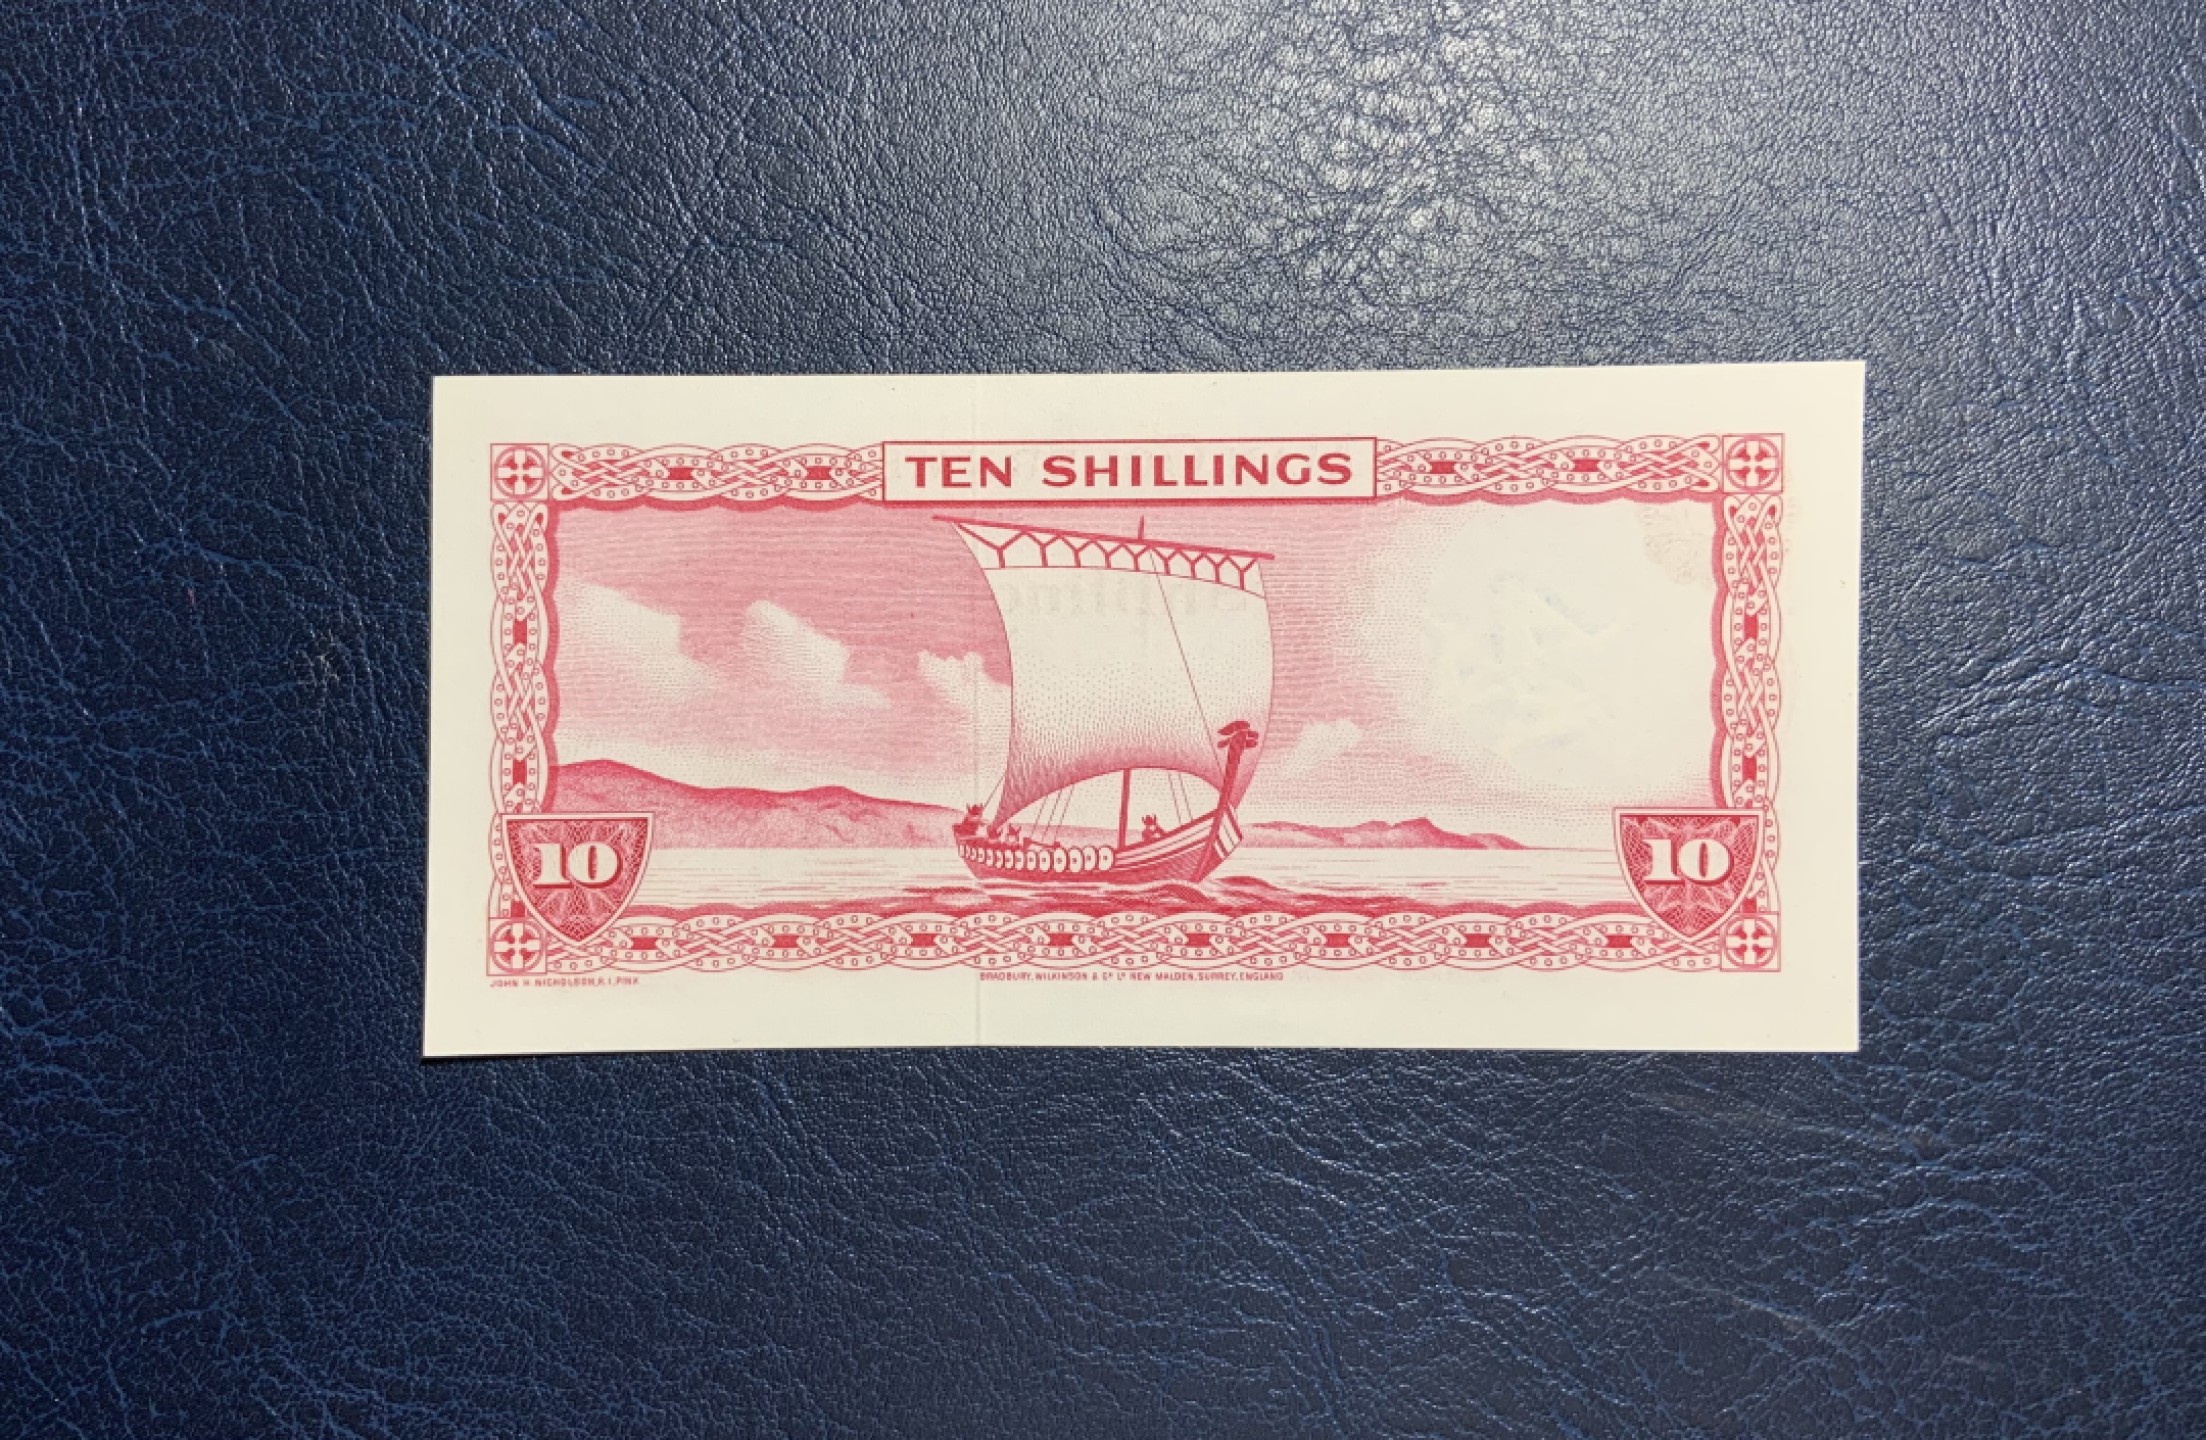 TEN SHILLINGS
10 10
JOHN H. NICHOLSON, R.I., PINX
BRADBURY, WILKINSON & Cº Lº NEW MALDEN, SURREY, ENGLAND